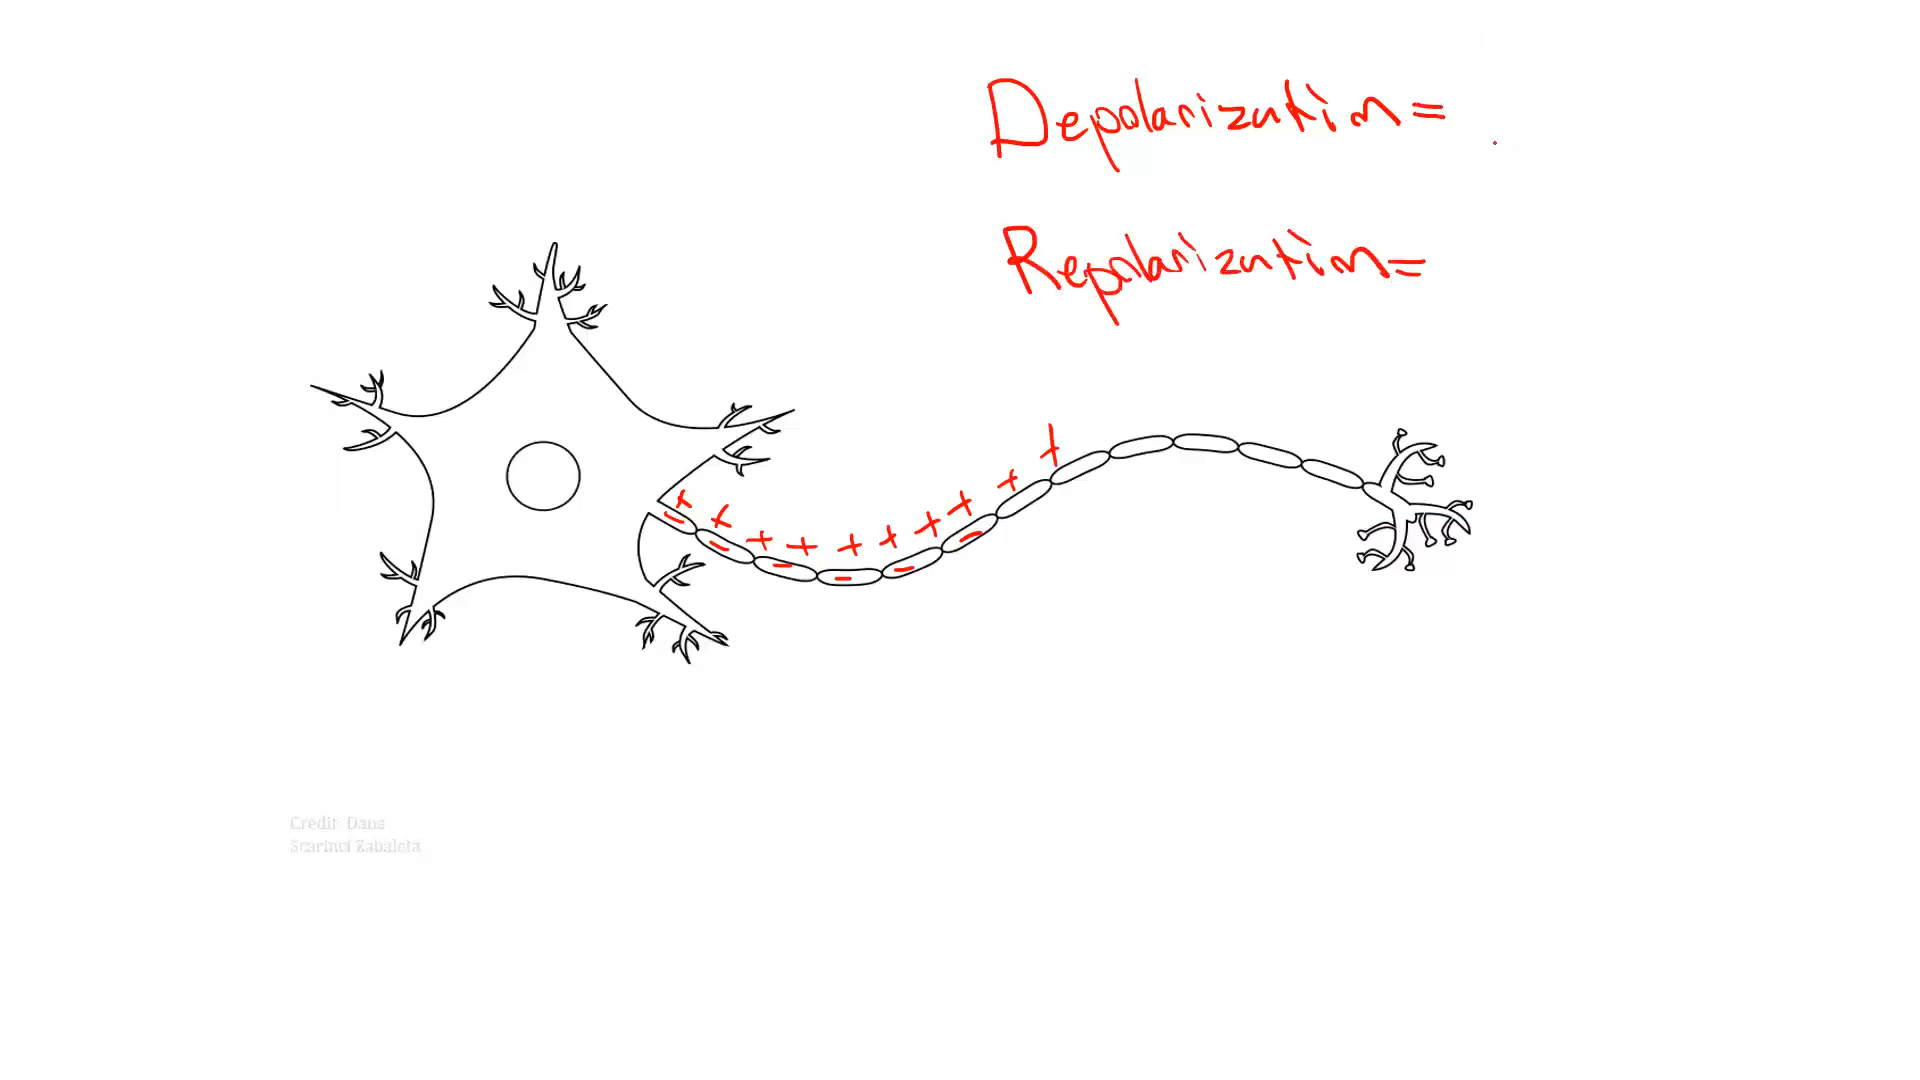 Depolarization=
Repolarization=
Credit: Dana
Scarinci Zabaleta